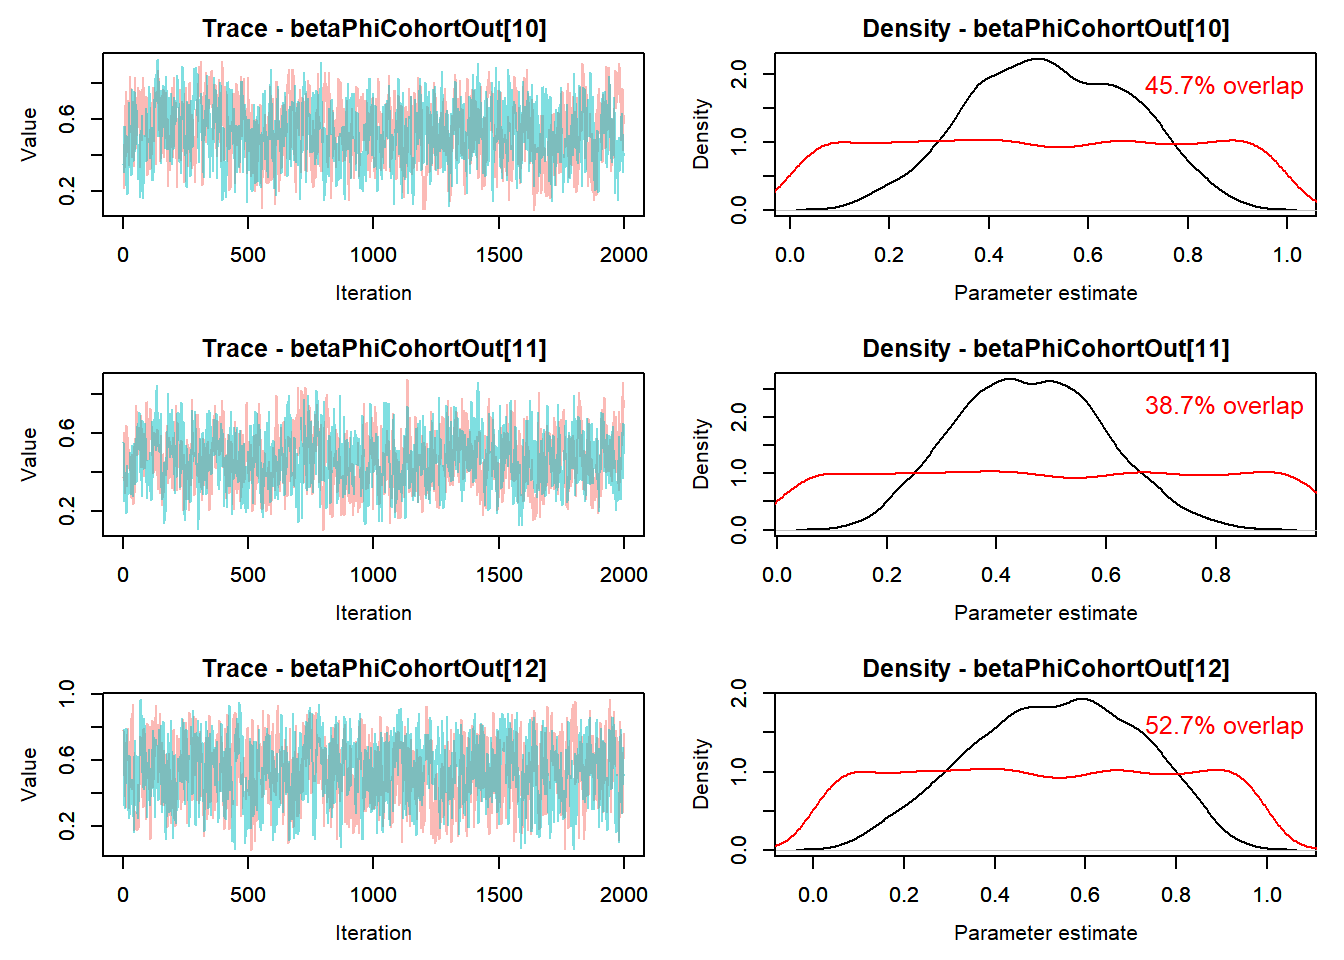 Trace - betaPhiCohortOut[10]
Value
0.2
0.6
0
500
1000
1500
2000
Iteration
Density - betaPhiCohortOut[10]
45.7% overlap
Density
0.0
1.0
2.0
0.0
0.2
0.4
0.6
0.8
1.0
Parameter estimate
Trace - betaPhiCohortOut[11]
Value
0.2
0.6
0
500
1000
1500
2000
Iteration
Density - betaPhiCohortOut[11]
38.7% overlap
Density
0.0
1.0
2.0
0.0
0.2
0.4
0.6
0.8
Parameter estimate
Trace - betaPhiCohortOut[12]
Value
0.2
0.6
1.0
0
500
1000
1500
2000
Iteration
Density - betaPhiCohortOut[12]
52.7% overlap
Density
0.0
1.0
2.0
0.0
0.2
0.4
0.6
0.8
1.0
Parameter estimate